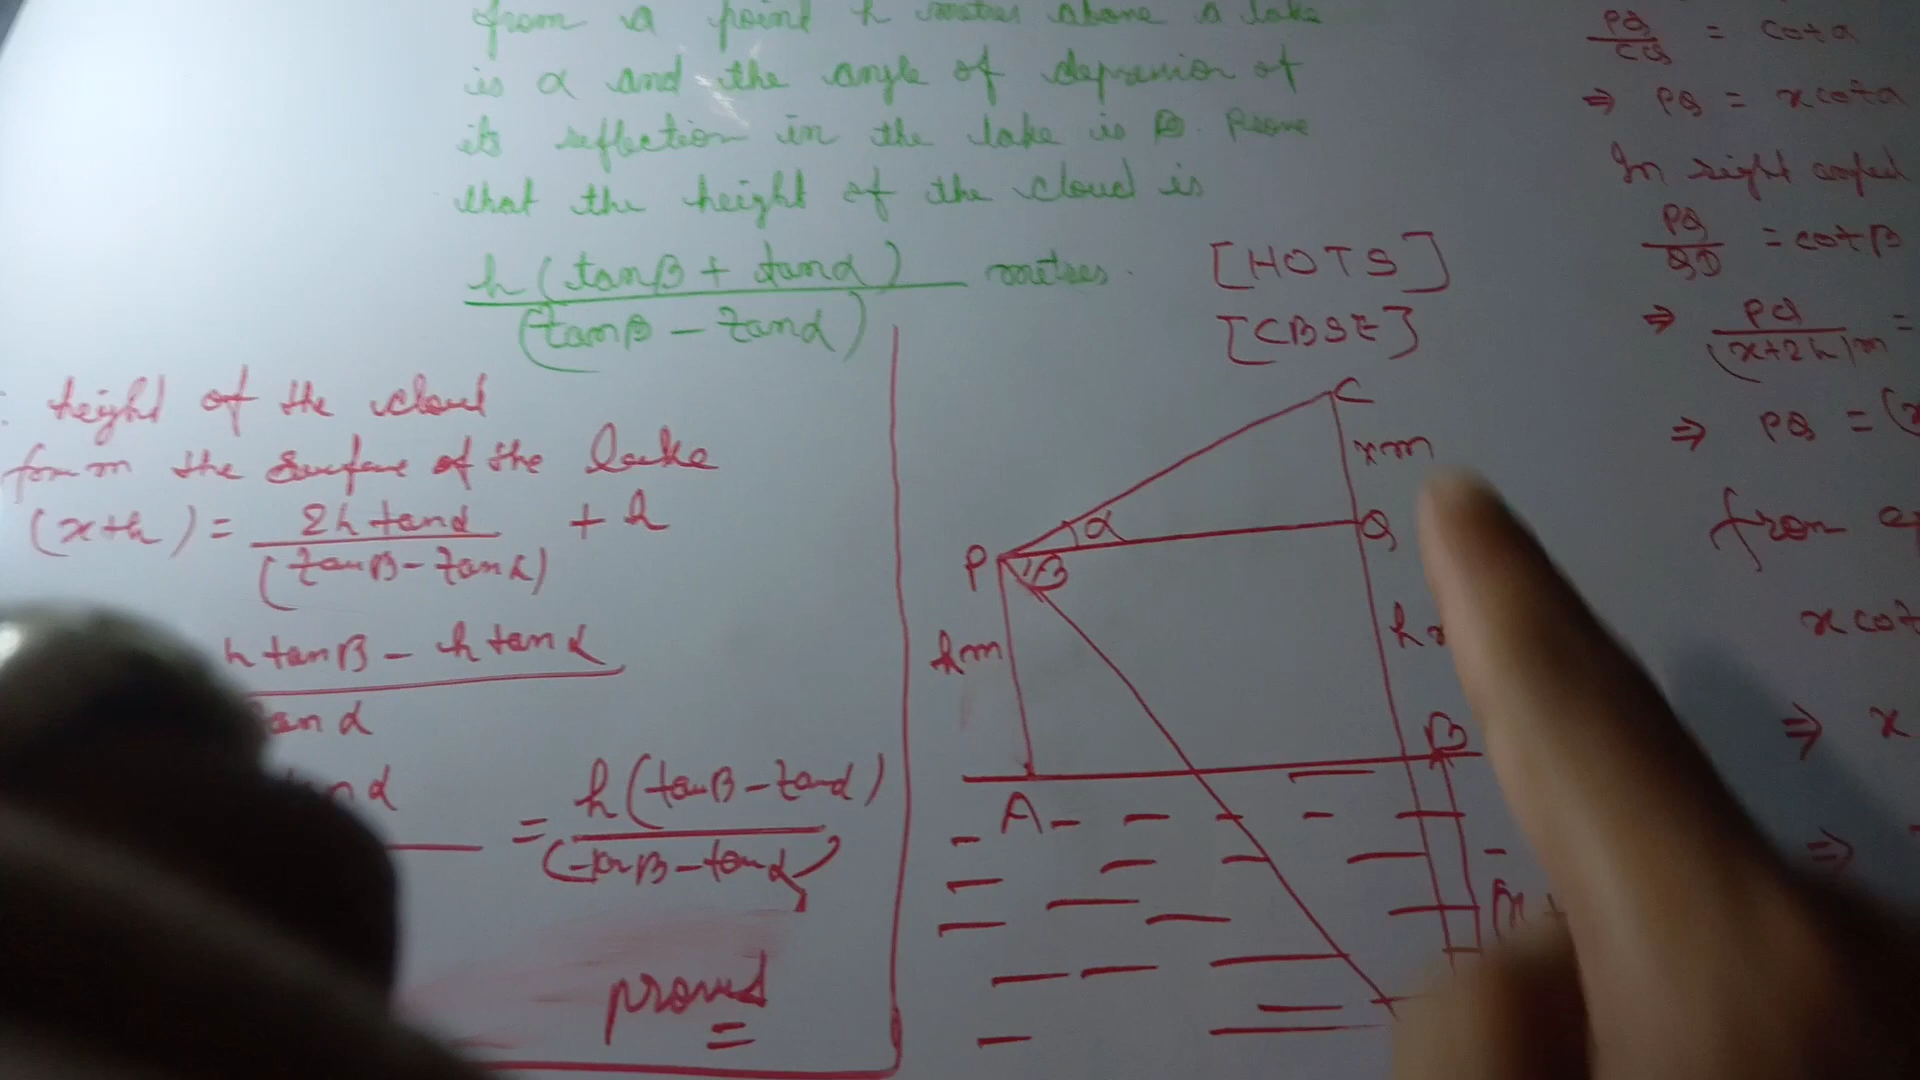 from a point h metres above a lake
is α and the angle of depression of
its reflection in the lake is β. Prove
that the height of the cloud is
h (tanβ + tanα) metres.
(tanβ - tanα)
[HOTS]
[CBSE]
: height of the cloud
from the surface of the lake
(x+h) = 2h tanα + h
(tanβ - tanα)
h tanβ - h tanα
tanα
= h(tanβ - tanα)
(tanβ - tanα)
proved
C
x m
α
Q
P
β
h m
h
B
A
PQ = cotα
CQ
⇒ PQ = x cotα
In right angled
PQ = cotβ
QD
⇒ PQ =
(x+2h)m
⇒ PQ = (x
from
x cot
⇒ x
⇒